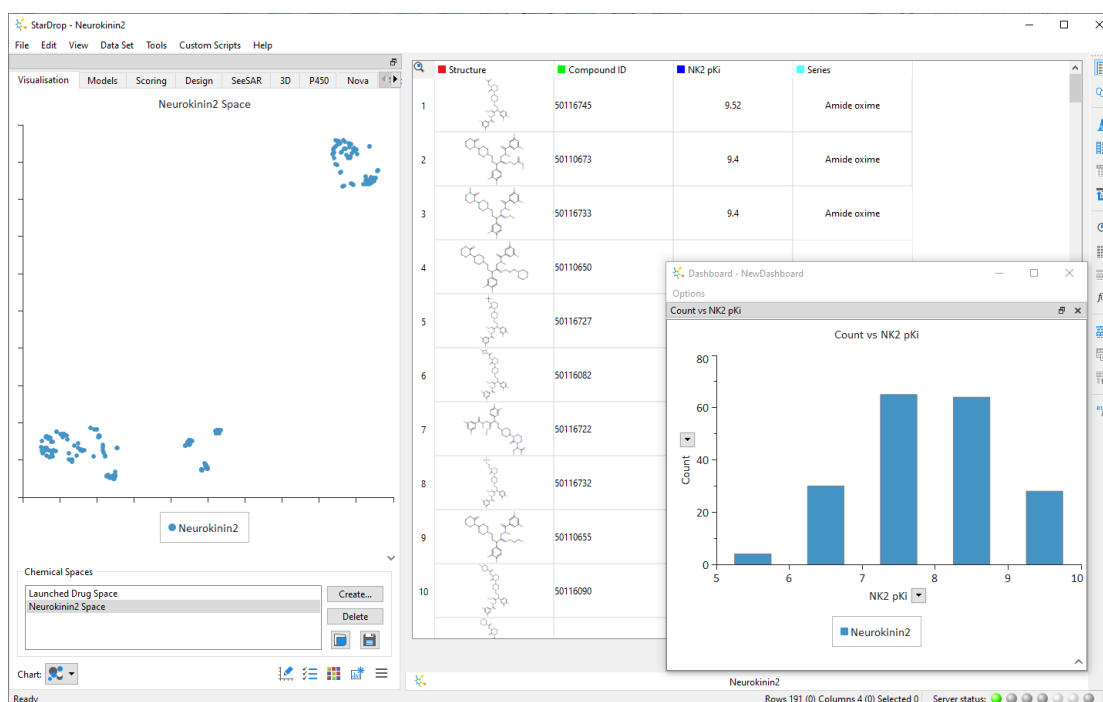 StarDrop - Neurokinin2
File Edit View Data Set Tools Custom Scripts Help
Visualisation Models Scoring Design SeeSAR 3D P450 Nova
Neurokinin2 Space
Neurokinin2
Chemical Spaces
Launched Drug Space
Neurokinin2 Space
Create...
Delete
Chart:
Ready
Structure Compound ID NK2 pKi Series
1 50116745 9.52 Amide oxime
2 50110673 9.4 Amide oxime
3 50116733 9.4 Amide oxime
4 50110650
5 50116727
6 50116082
7 50116722
8 50116732
9 50110655
10 50116090
Dashboard - NewDashboard
Options
Count vs NK2 pKi
Count vs NK2 pKi
80
60
40
20
0
Count
5 6 7 8 9 10
NK2 pKi
Neurokinin2
Neurokinin2
Rows 191 (0) Columns 4 (0) Selected 0 Server status: